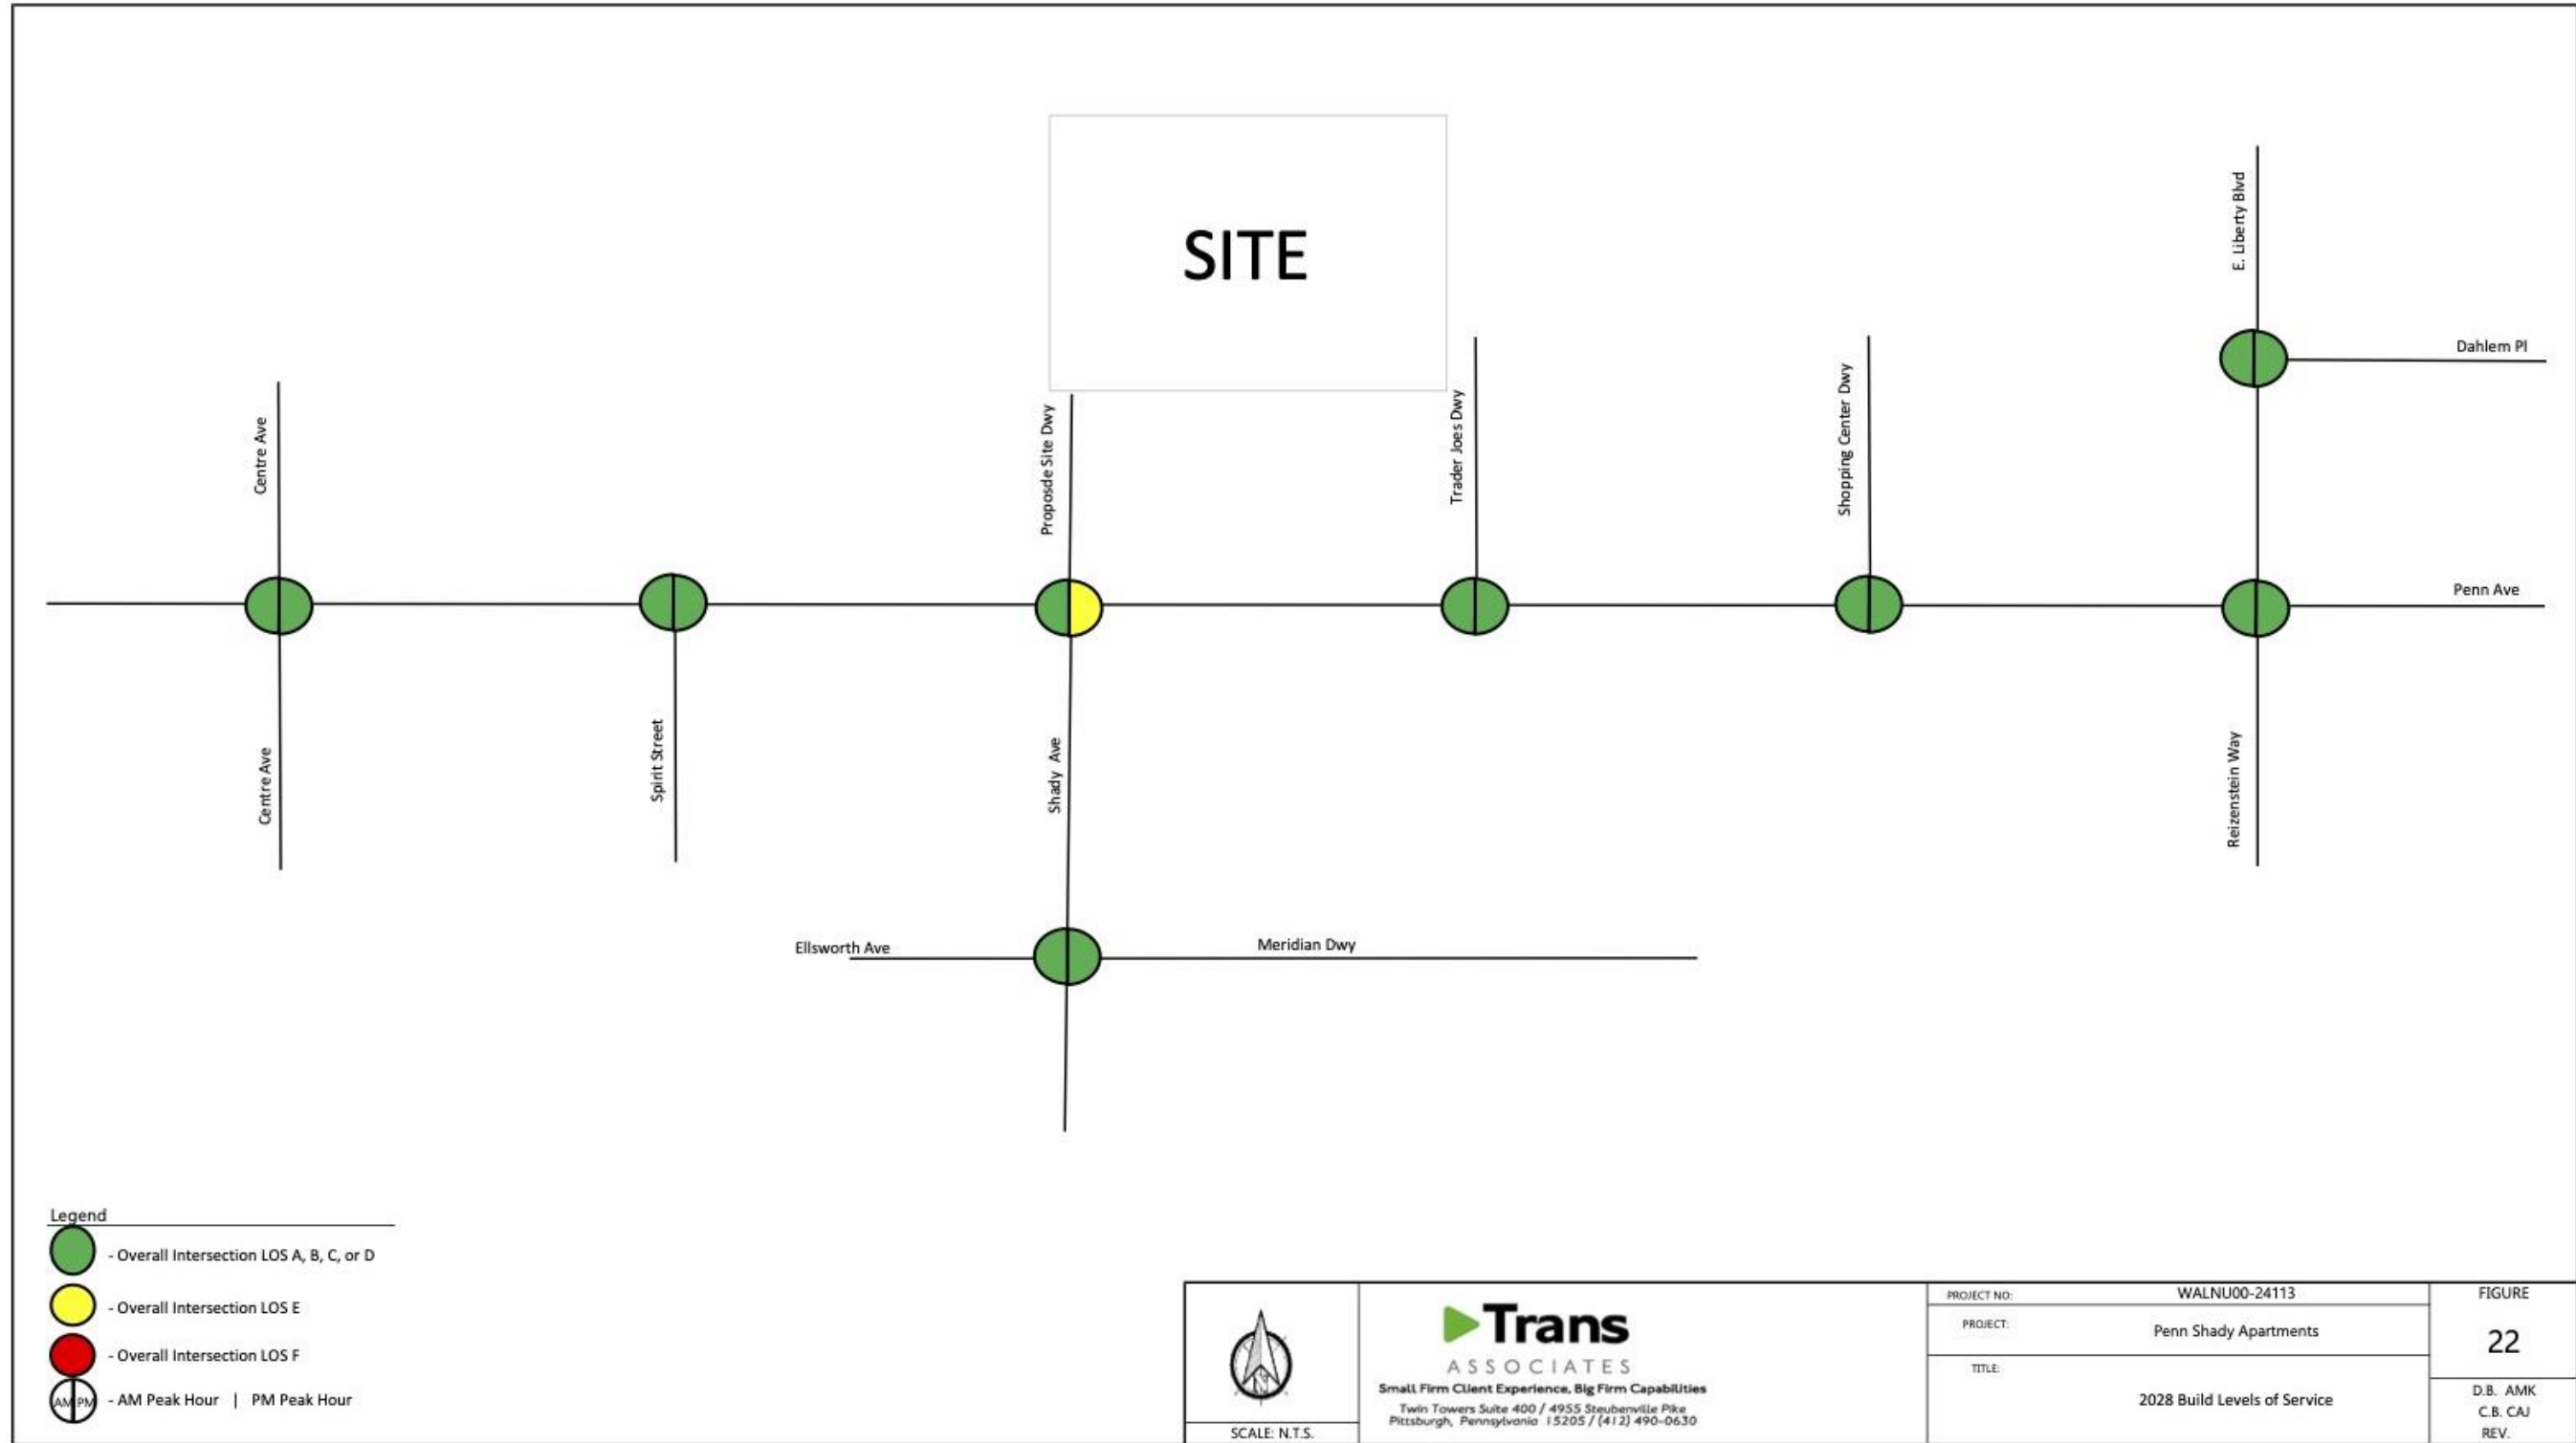 SITE
E. Liberty Blvd
Dahlem Pl
Centre Ave
Proposde Site Dwy
Trader Joes Dwy
Shopping Center Dwy
Penn Ave
Centre Ave
Spirit Street
Shady Ave
Reizenstein Way
Ellsworth Ave
Meridian Dwy
Legend
- Overall Intersection LOS A, B, C, or D
- Overall Intersection LOS E
- Overall Intersection LOS F
AM PM - AM Peak Hour | PM Peak Hour
SCALE: N.T.S.
Trans
ASSOCIATES
Small Firm Client Experience, Big Firm Capabilities
Twin Towers Suite 400 / 4955 Steubenville Pike
Pittsburgh, Pennsylvania 15205 / (412) 490-0630
PROJECT NO: WALNU00-24113
PROJECT: Penn Shady Apartments
TITLE:
2028 Build Levels of Service
FIGURE
22
D.B. AMK
C.B. CAJ
REV.